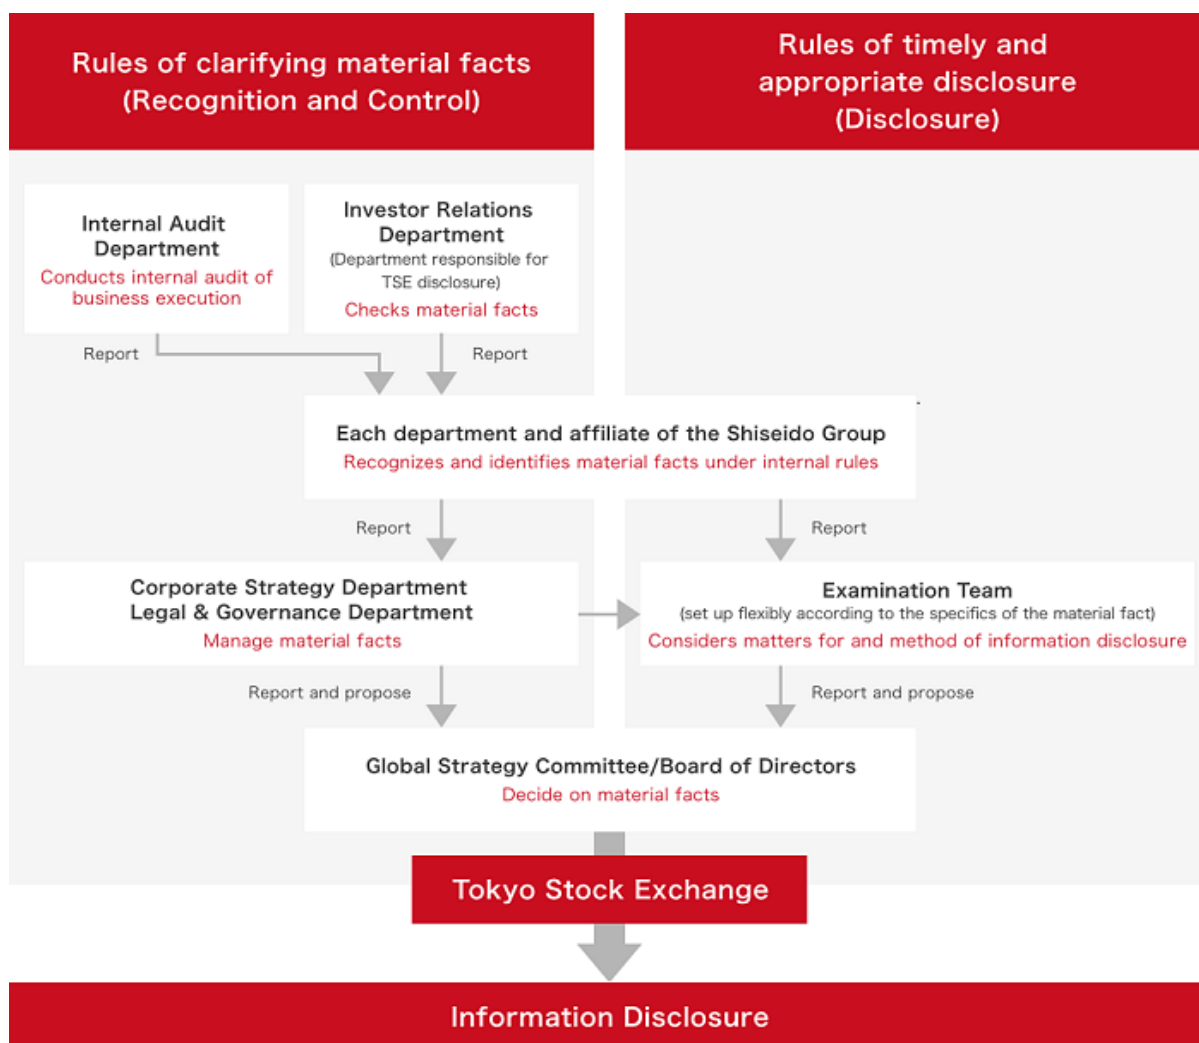 Rules of clarifying material facts
(Recognition and Control)
Rules of timely and
appropriate disclosure
(Disclosure)
Internal Audit
Department
Conducts internal audit of
business execution
Investor Relations
Department
(Department responsible for
TSE disclosure)
Checks material facts
Report
Report
Each department and affiliate of the Shiseido Group
Recognizes and identifies material facts under internal rules
Report
Report
Corporate Strategy Department
Legal & Governance Department
Manage material facts
Examination Team
(set up flexibly according to the specifics of the material fact)
Considers matters for and method of information disclosure
Report and propose
Report and propose
Global Strategy Committee/Board of Directors
Decide on material facts
Tokyo Stock Exchange
Information Disclosure